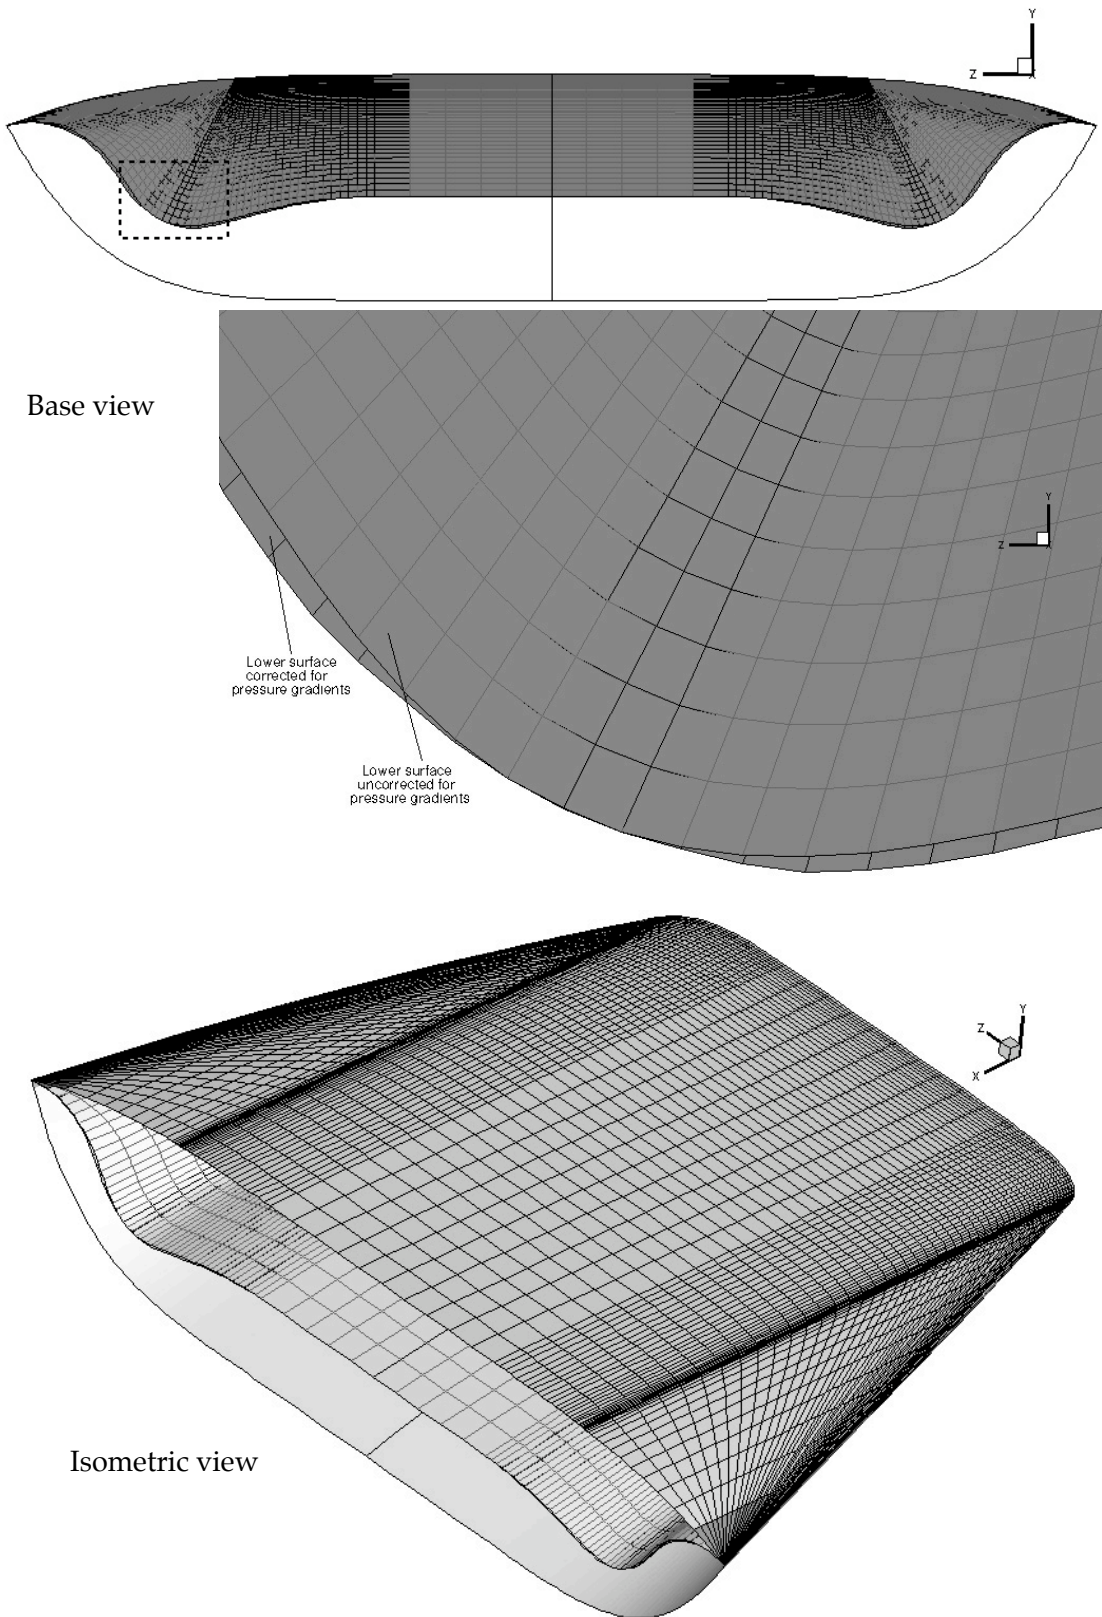 Y
Z
X
Base view
Y
Z
X
Lower surface
corrected for
pressure gradients
Lower surface
uncorrected for
pressure gradients
Y
Z
X
Isometric view